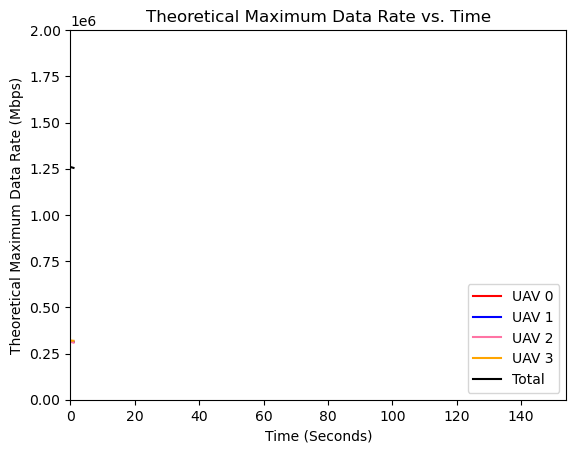 Theoretical Maximum Data Rate vs. Time
1e6
2.00
1.75
1.50
1.25
1.00
0.75
0.50
0.25
0.00
Theoretical Maximum Data Rate (Mbps)
UAV 0
UAV 1
UAV 2
UAV 3
Total
0 20 40 60 80 100 120 140
Time (Seconds)